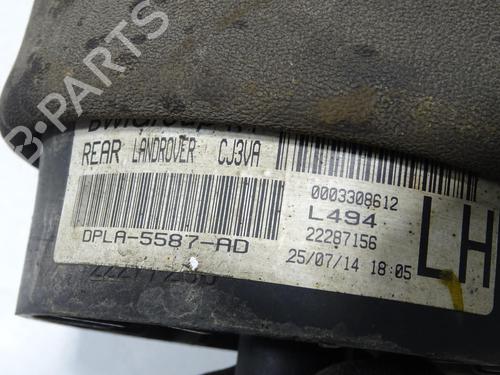 REAR LANDROVER CJ3VA
0003308612
L494
DPLA-5587-AD
22287156
25/07/14 18:05
LH
B-PARTS